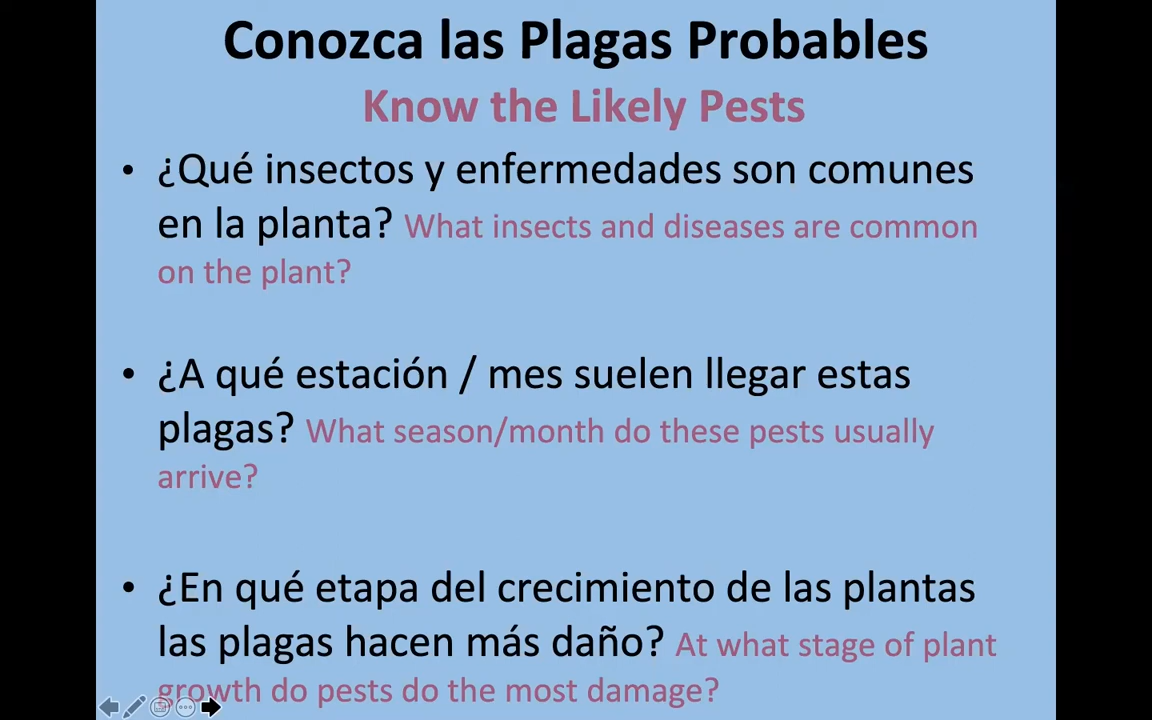 Conozca las Plagas Probables
Know the Likely Pests
• ¿Qué insectos y enfermedades son comunes
en la planta? What insects and diseases are common
on the plant?
• ¿A qué estación / mes suelen llegar estas
plagas? What season/month do these pests usually
arrive?
• ¿En qué etapa del crecimiento de las plantas
las plagas hacen más daño? At what stage of plant
growth do pests do the most damage?